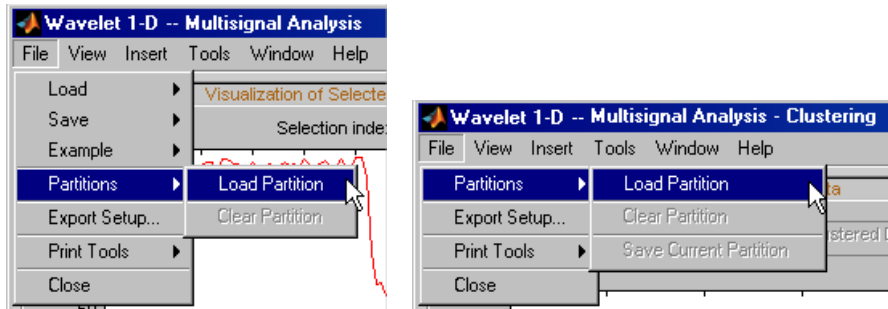 Wavelet 1-D -- Multisignal Analysis
File View Insert Tools Window Help
Load
Save
Example
Partitions
Export Setup...
Print Tools
Close
Visualization of Selecte
Selection inde
Load Partition
Clear Partition
Wavelet 1-D -- Multisignal Analysis - Clustering
File View Insert Tools Window Help
Partitions
Export Setup...
Print Tools
Close
Load Partition
Clear Partition
Save Current Partition
ta
stered D